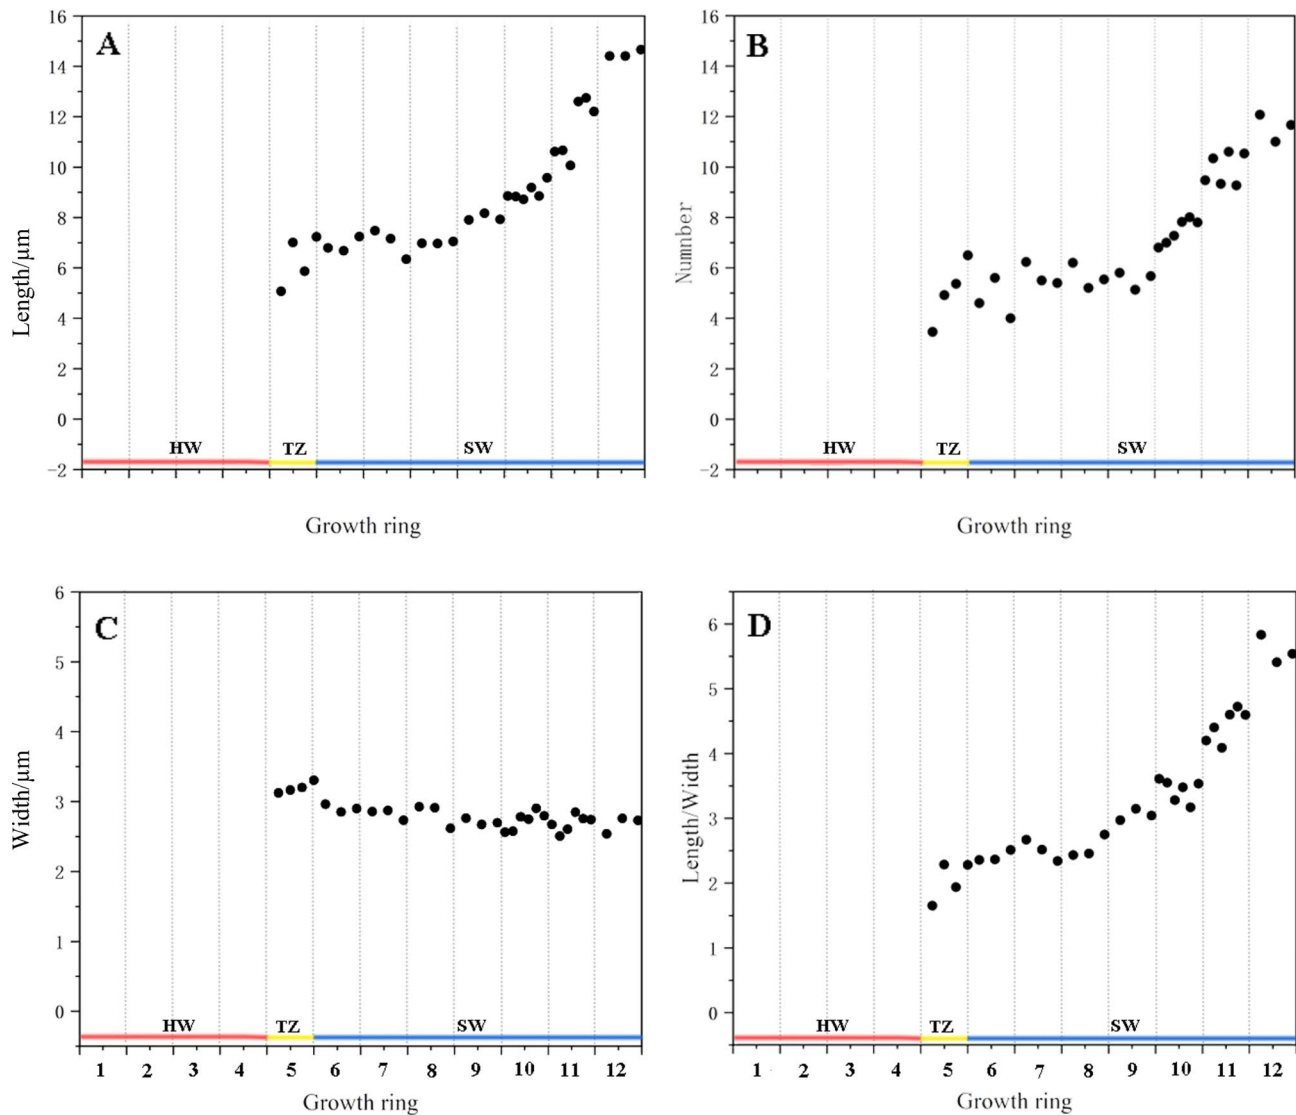 A
16
14
12
10
8
6
4
2
0
-2
Length/μm
HW TZ SW
Growth ring
B
16
14
12
10
8
6
4
2
0
-2
Numnber
HW TZ SW
Growth ring
C
6
5
4
3
2
1
0
Width/μm
HW TZ SW
1 2 3 4 5 6 7 8 9 10 11 12
Growth ring
D
6
5
4
3
2
1
0
Length/Width
HW TZ SW
1 2 3 4 5 6 7 8 9 10 11 12
Growth ring